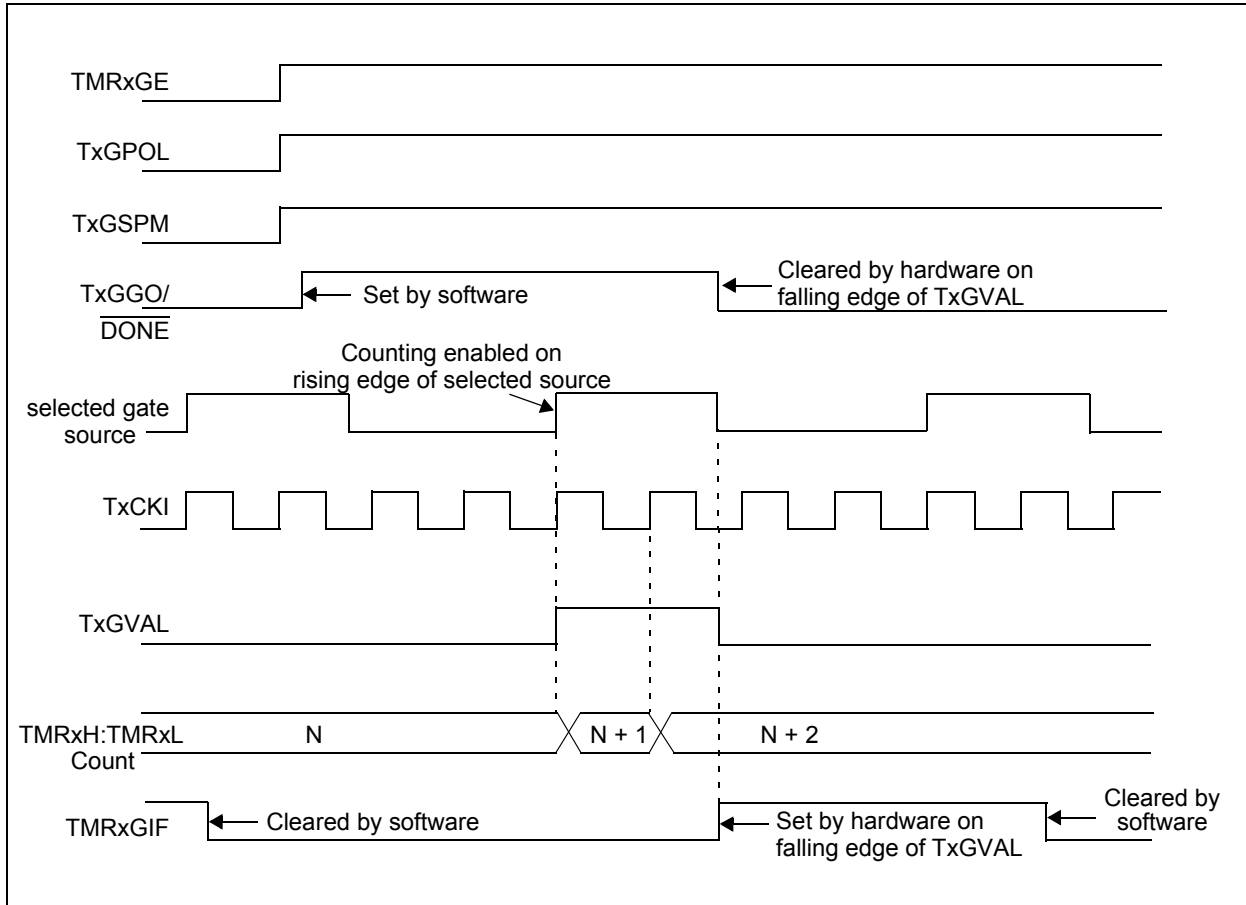 TMRxGE
TxGPOL
TxGSPM
TxGGO/
DONE
Set by software
Cleared by hardware on
falling edge of TxGVAL
Counting enabled on
rising edge of selected source
selected gate
source
TxCKI
TxGVAL
TMRxH:TMRxL
Count
N
N + 1
N + 2
TMRxGIF
Cleared by software
Set by hardware on
falling edge of TxGVAL
Cleared by
software